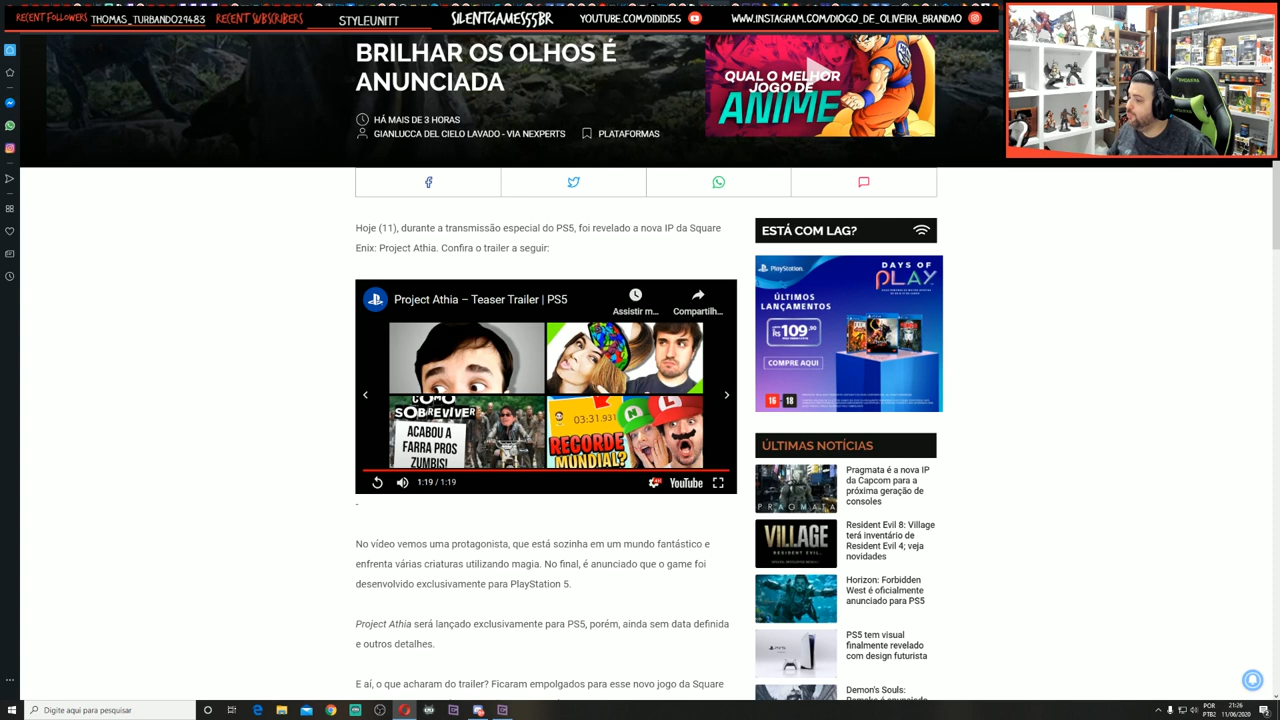 RECENT FOLLOWERS THOMAS_TURBANDO29483 RECENT SUBSCRIBERS STYLEUNITT SILENTGAMES55BR YOUTUBE.COM/DIDIDI55 WWW.INSTAGRAM.COM/DIOGO_DE_OLIVEIRA_BRANDAO
BRILHAR OS OLHOS É
ANUNCIADA
HÁ MAIS DE 3 HORAS
GIANLUCCA DEL CIELO LAVADO - VIA NEXPERTS PLATAFORMAS
QUAL O MELHOR
JOGO DE
ANIME
Hoje (11), durante a transmissão especial do PS5, foi revelado a nova IP da Square
Enix: Project Athia. Confira o trailer a seguir:
Project Athia – Teaser Trailer | PS5
Assistir m...
Compartilh...
COMO
SOBREVIVER
ACABOU A
FARRA PROS
ZUMBIS!
03:31.931
N
L
RECORDE
MUNDIAL?
1:19 / 1:19
YouTube
-
No vídeo vemos uma protagonista, que está sozinha em um mundo fantástico e
enfrenta várias criaturas utilizando magia. No final, é anunciado que o game foi
desenvolvido exclusivamente para PlayStation 5.
Project Athia será lançado exclusivamente para PS5, porém, ainda sem data definida
e outros detalhes.
E aí, o que acharam do trailer? Ficaram empolgados para esse novo jogo da Square
ESTÁ COM LAG?
PlayStation
DAYS OF
PLAY
ÚLTIMOS
LANÇAMENTOS
R$109,90
COMPRE AQUI
16 18
ÚLTIMAS NOTÍCIAS
PRAGMATA
Pragmata é a nova IP
da Capcom para a
próxima geração de
consoles
VILLAGE
RESIDENT EVIL
Resident Evil 8: Village
terá inventário de
Resident Evil 4; veja
novidades
Horizon: Forbidden
West é oficialmente
anunciado para PS5
PS5 tem visual
finalmente revelado
com design futurista
Demon's Souls:
Digite aqui para pesquisar
POR
PTB2
21:26
11/06/2020